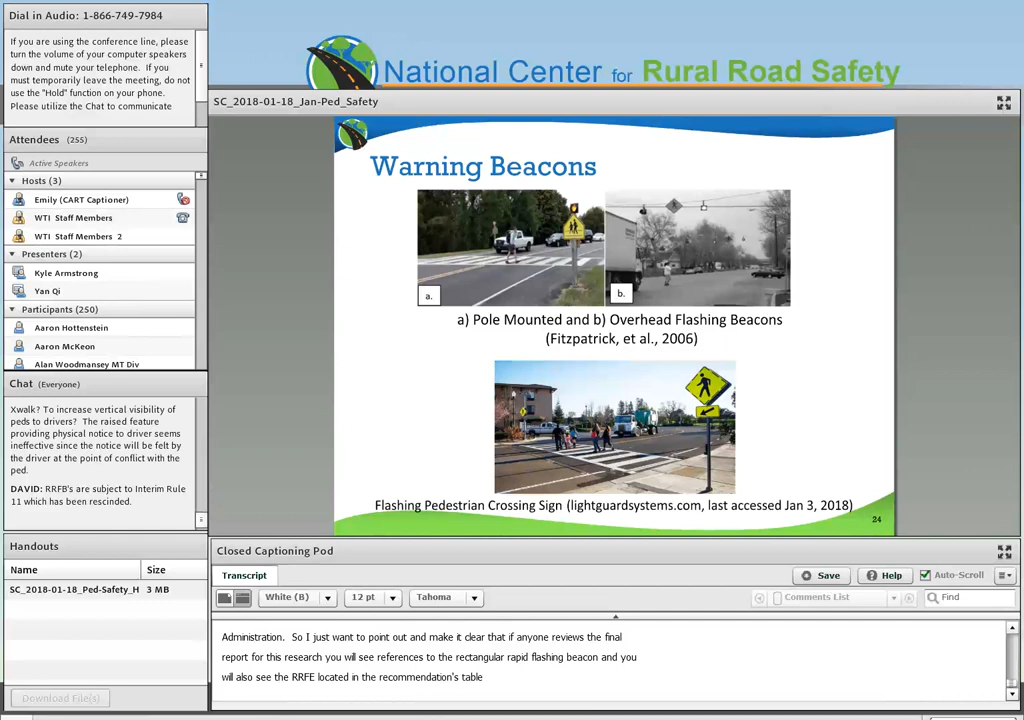 Dial in Audio: 1-866-749-7984
If you are using the conference line, please
turn the volume of your computer speakers
down and mute your telephone. If you
must temporarily leave the meeting, do not
use the "Hold" function on your phone.
Please utilize the Chat to communicate
Attendees (255)
Active Speakers
Hosts (3)
Emily (CART Captioner)
WTI Staff Members
WTI Staff Members 2
Presenters (2)
Kyle Armstrong
Yan Qi
Participants (250)
Aaron Hottenstein
Aaron McKeon
Alan Woodmansey MT Div
Chat (Everyone)
Xwalk? To increase vertical visibility of
peds to drivers? The raised feature
providing physical notice to driver seems
ineffective since the notice will be felt by
the driver at the point of conflict with the
ped.
DAVID: RRFB's are subject to Interim Rule
11 which has been rescinded.
Handouts
Name Size
SC_2018-01-18_Ped-Safety_H 3 MB
Download File(s)
National Center for Rural Road Safety
SC_2018-01-18_Jan-Ped_Safety
Warning Beacons
a. b.
a) Pole Mounted and b) Overhead Flashing Beacons
(Fitzpatrick, et al., 2006)
Flashing Pedestrian Crossing Sign (lightguardsystems.com, last accessed Jan 3, 2018)
24
Closed Captioning Pod
Transcript Save Help Auto-Scroll
White (B) 12 pt Tahoma Comments List Find
Administration. So I just want to point out and make it clear that if anyone reviews the final
report for this research you will see references to the rectangular rapid flashing beacon and you
will also see the RRFE located in the recommendation's table